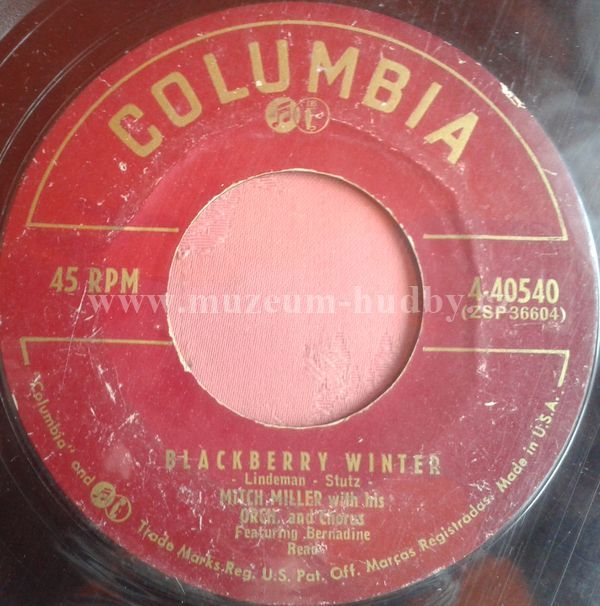 COLUMBIA
45 RPM
4-40540
(ZSP 36604)
www.muzeum-hudby
BLACKBERRY WINTER
- Lindeman - Stutz -
MITCH MILLER with his
ORCH. and Chorus
Featuring Bernadine
Read
"Columbia" and Trade Marks Reg. U.S. Pat. Off. Marcas Registradas. Made in U.S.A.